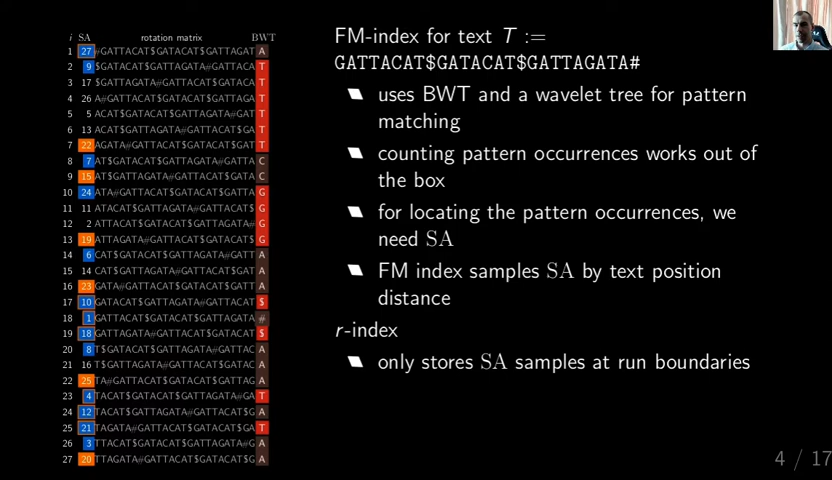 i SA rotation matrix BWT
1 27 #GATTACAT$GATACAT$GATTAGAT A
2 9 $GATACAT$GATTAGATA#GATTACA T
3 17 $GATTAGATA#GATTACAT$GATACA T
4 26 A#GATTACAT$GATACAT$GATTAGA T
5 5 ACAT$GATACAT$GATTAGATA#GAT T
6 13 ACAT$GATTAGATA#GATTACAT$GA T
7 22 AGATA#GATTACAT$GATACAT$GAT T
8 7 AT$GATACAT$GATTAGATA#GATTA C
9 15 AT$GATTAGATA#GATTACAT$GATA C
10 24 ATA#GATTACAT$GATACAT$GATTA G
11 11 ATACAT$GATTAGATA#GATTACAT$ G
12 2 ATTACAT$GATACAT$GATTAGATA# G
13 19 ATTAGATA#GATTACAT$GATACAT$ G
14 6 CAT$GATACAT$GATTAGATA#GATT A
15 14 CAT$GATTAGATA#GATTACAT$GAT A
16 23 GATA#GATTACAT$GATACAT$GATT A
17 10 GATACAT$GATTAGATA#GATTACAT $
18 1 GATTACAT$GATACAT$GATTAGATA #
19 18 GATTAGATA#GATTACAT$GATACAT $
20 8 T$GATACAT$GATTAGATA#GATTAC A
21 16 T$GATTAGATA#GATTACAT$GATAC A
22 25 TA#GATTACAT$GATACAT$GATTAG A
23 4 TACAT$GATACAT$GATTAGATA#GA T
24 12 TACAT$GATTAGATA#GATTACAT$G A
25 21 TAGATA#GATTACAT$GATACAT$GA T
26 3 TTACAT$GATACAT$GATTAGATA#G A
27 20 TTAGATA#GATTACAT$GATACAT$G A
FM-index for text T :=
GATTACAT$GATACAT$GATTAGATA#
uses BWT and a wavelet tree for pattern
matching
counting pattern occurrences works out of
the box
for locating the pattern occurrences, we
need SA
FM index samples SA by text position
distance
r-index
only stores SA samples at run boundaries
4 / 17